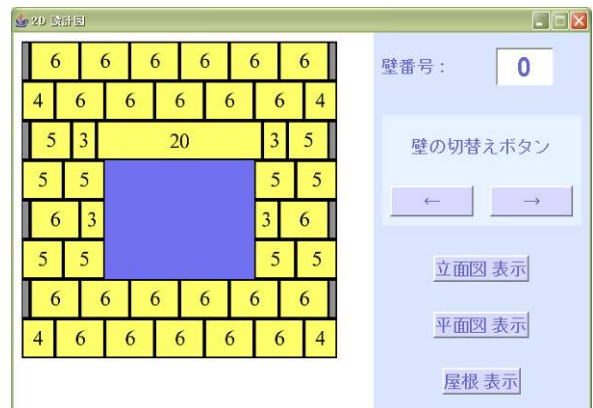 2D 設計図
6 6 6 6 6 6
4 6 6 6 6 6 4
5 3 20 3 5
5 5 5 5
6 3 3 6
5 5 5 5
6 6 6 6 6 6
4 6 6 6 6 6 4
壁番号： 0
壁の切替えボタン
← →
立面図 表示
平面図 表示
屋根 表示